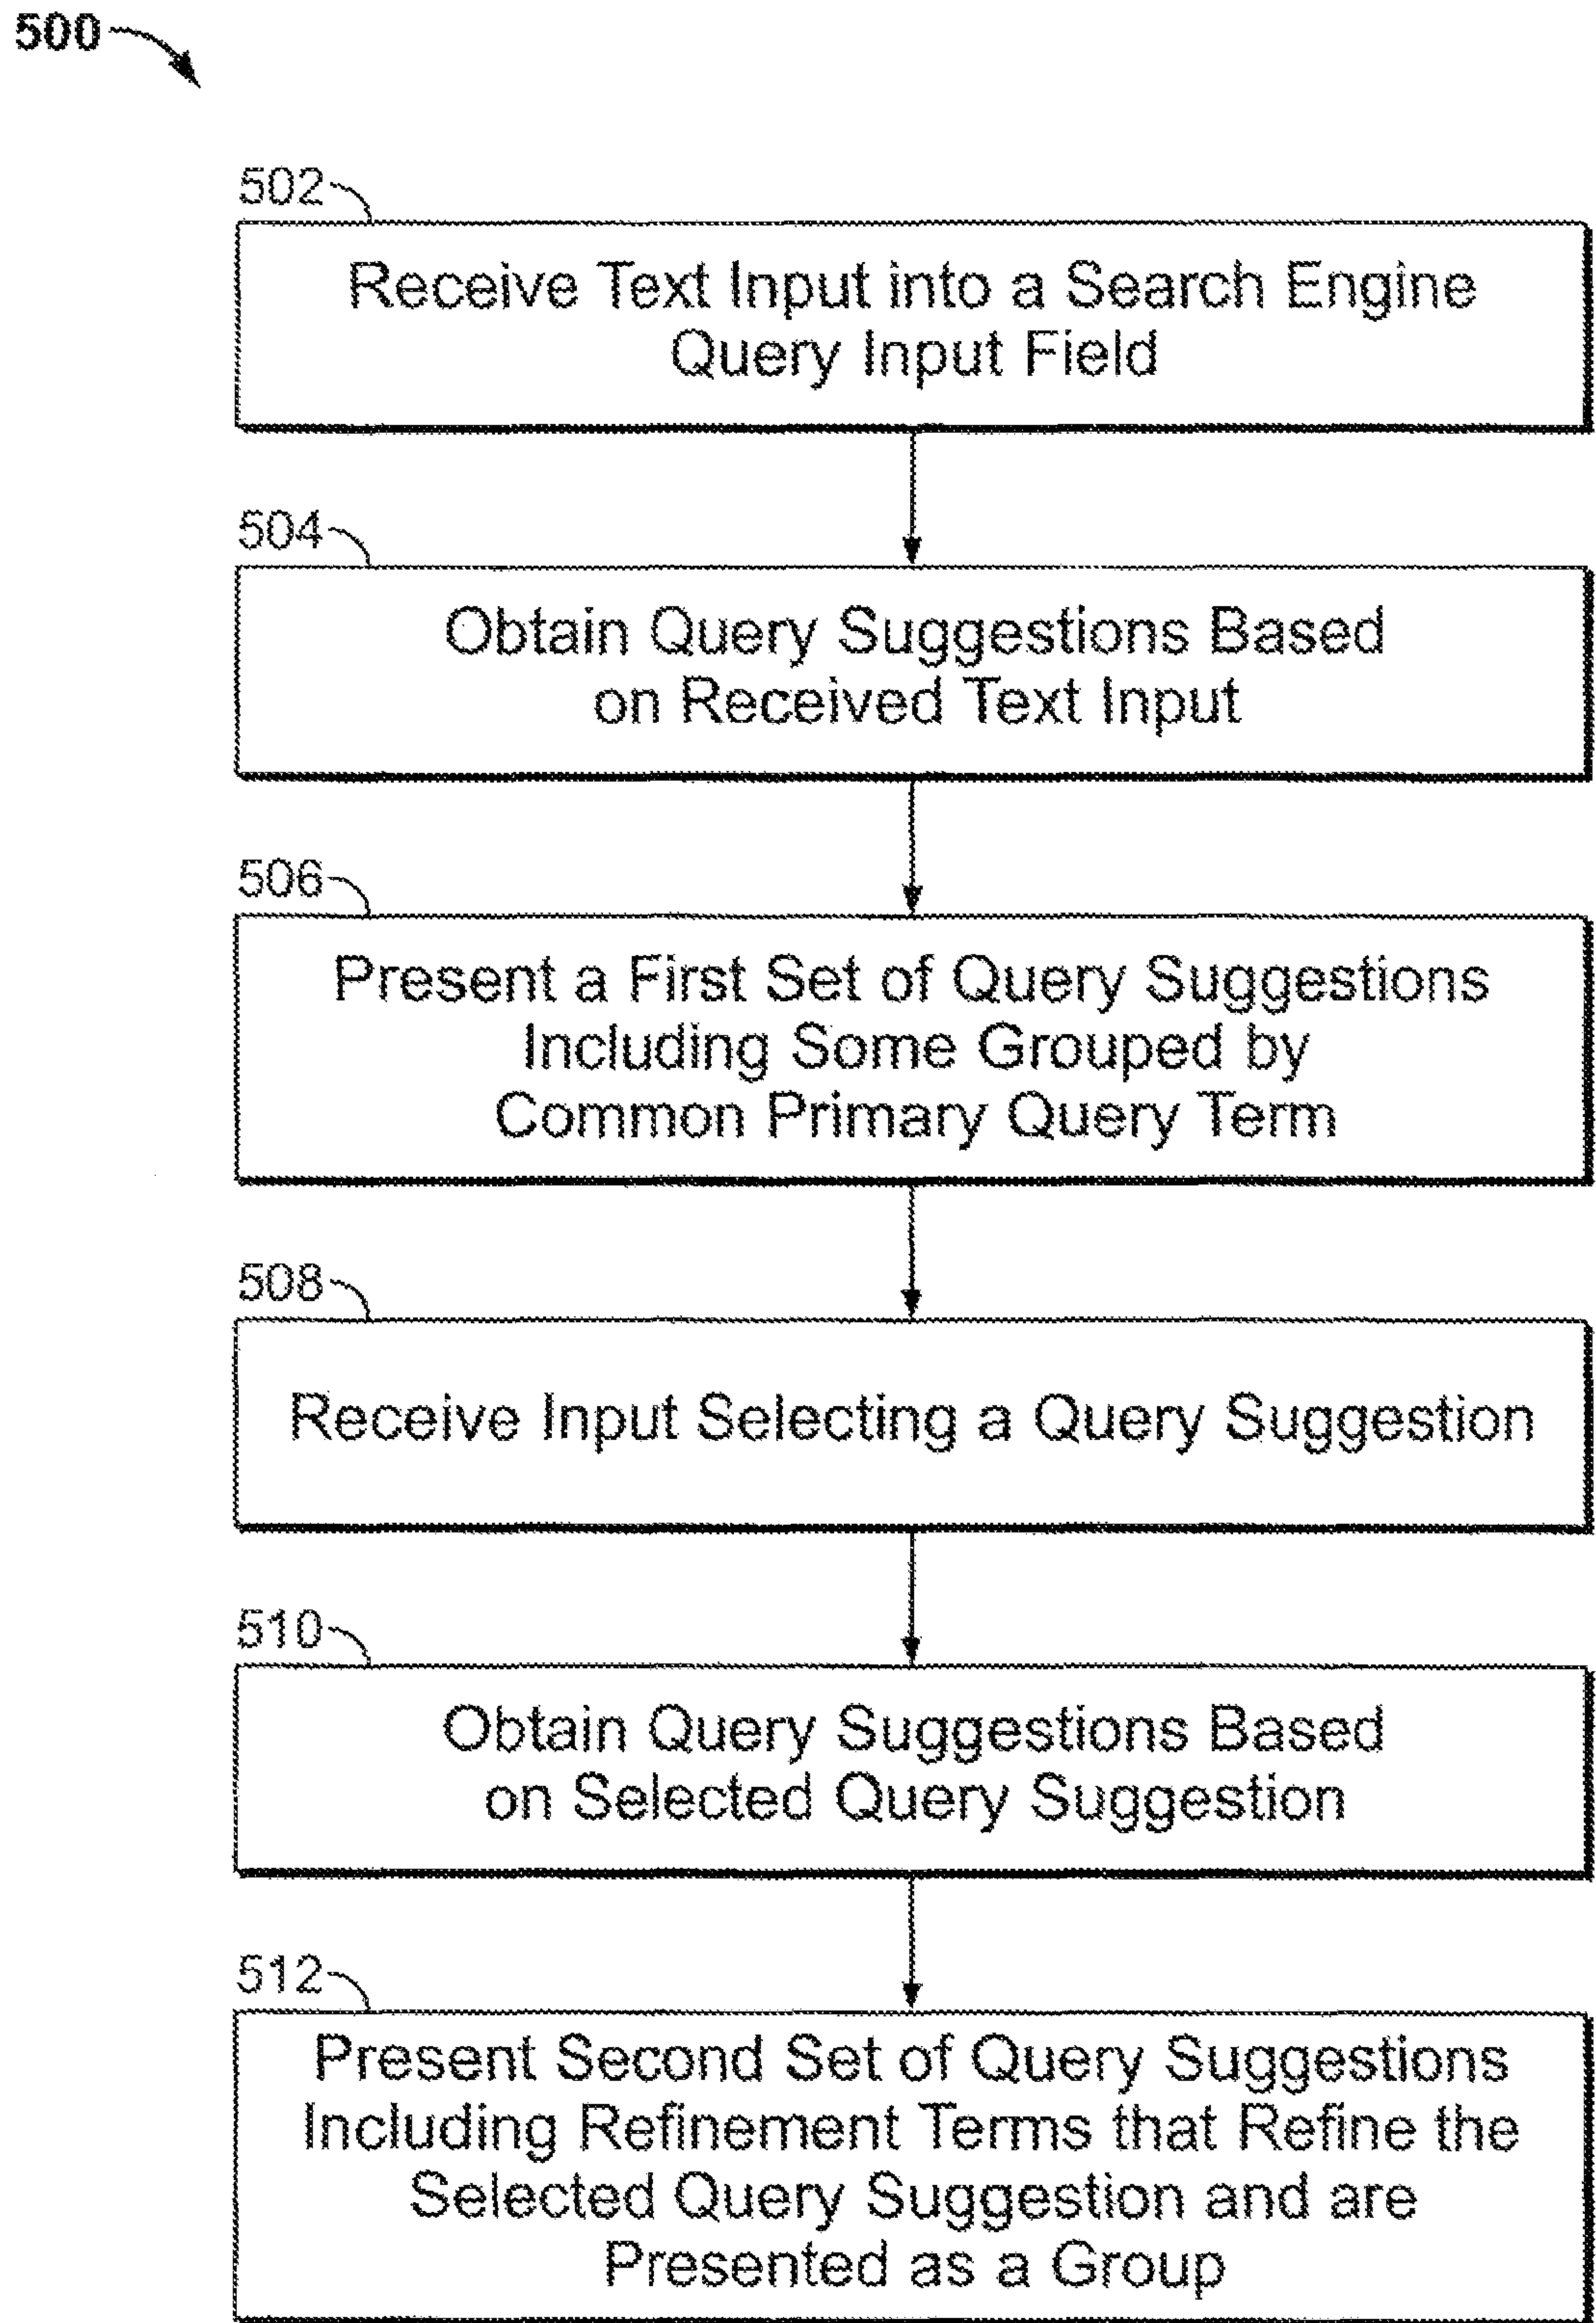 500
502
Receive Text Input into a Search Engine
Query Input Field
504
Obtain Query Suggestions Based
on Received Text Input
506
Present a First Set of Query Suggestions
Including Some Grouped by
Common Primary Query Term
508
Receive Input Selecting a Query Suggestion
510
Obtain Query Suggestions Based
on Selected Query Suggestion
512
Present Second Set of Query Suggestions
Including Refinement Terms that Refine the
Selected Query Suggestion and are
Presented as a Group